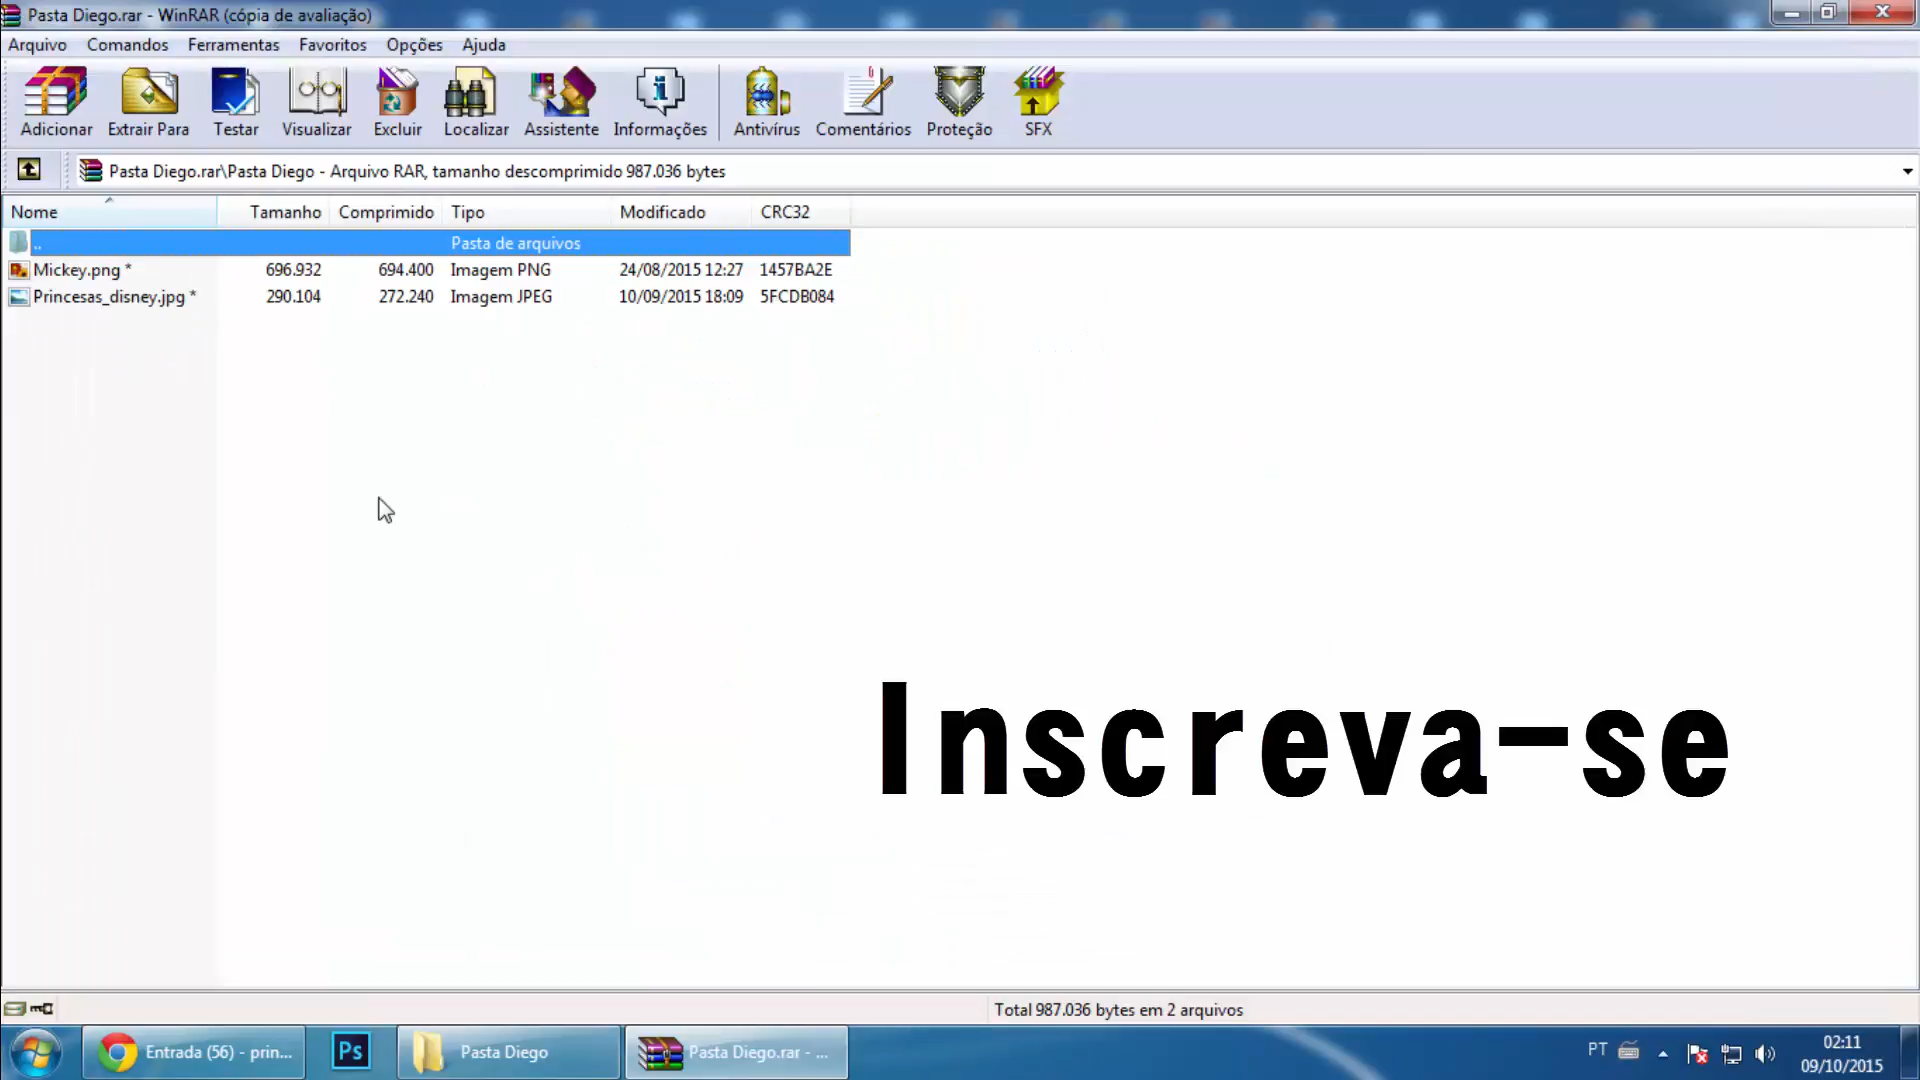 Pasta Diego.rar - WinRAR (cópia de avaliação)
Arquivo Comandos Ferramentas Favoritos Opções Ajuda
Adicionar Extrair Para Testar Visualizar Excluir Localizar Assistente Informações Antivírus Comentários Proteção SFX
Pasta Diego.rar\Pasta Diego - Arquivo RAR, tamanho descomprimido 987.036 bytes
Nome Tamanho Comprimido Tipo Modificado CRC32
.. Pasta de arquivos
Mickey.png * 696.932 694.400 Imagem PNG 24/08/2015 12:27 1457BA2E
Princesas_disney.jpg * 290.104 272.240 Imagem JPEG 10/09/2015 18:09 5FCDB084
Inscreva-se
Total 987.036 bytes em 2 arquivos
Entrada (56) - prin... Ps Pasta Diego Pasta Diego.rar - ... PT 02:11
09/10/2015